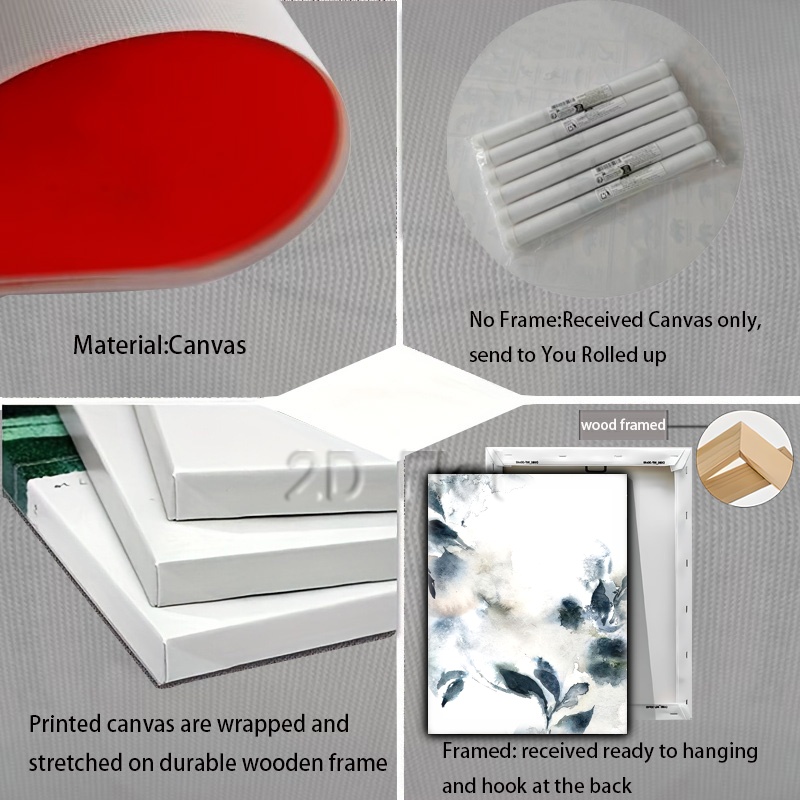 Material:Canvas
No Frame:Received Canvas only,
send to You Rolled up
2D
wood framed
Printed canvas are wrapped and
stretched on durable wooden frame
Framed: received ready to hanging
and hook at the back